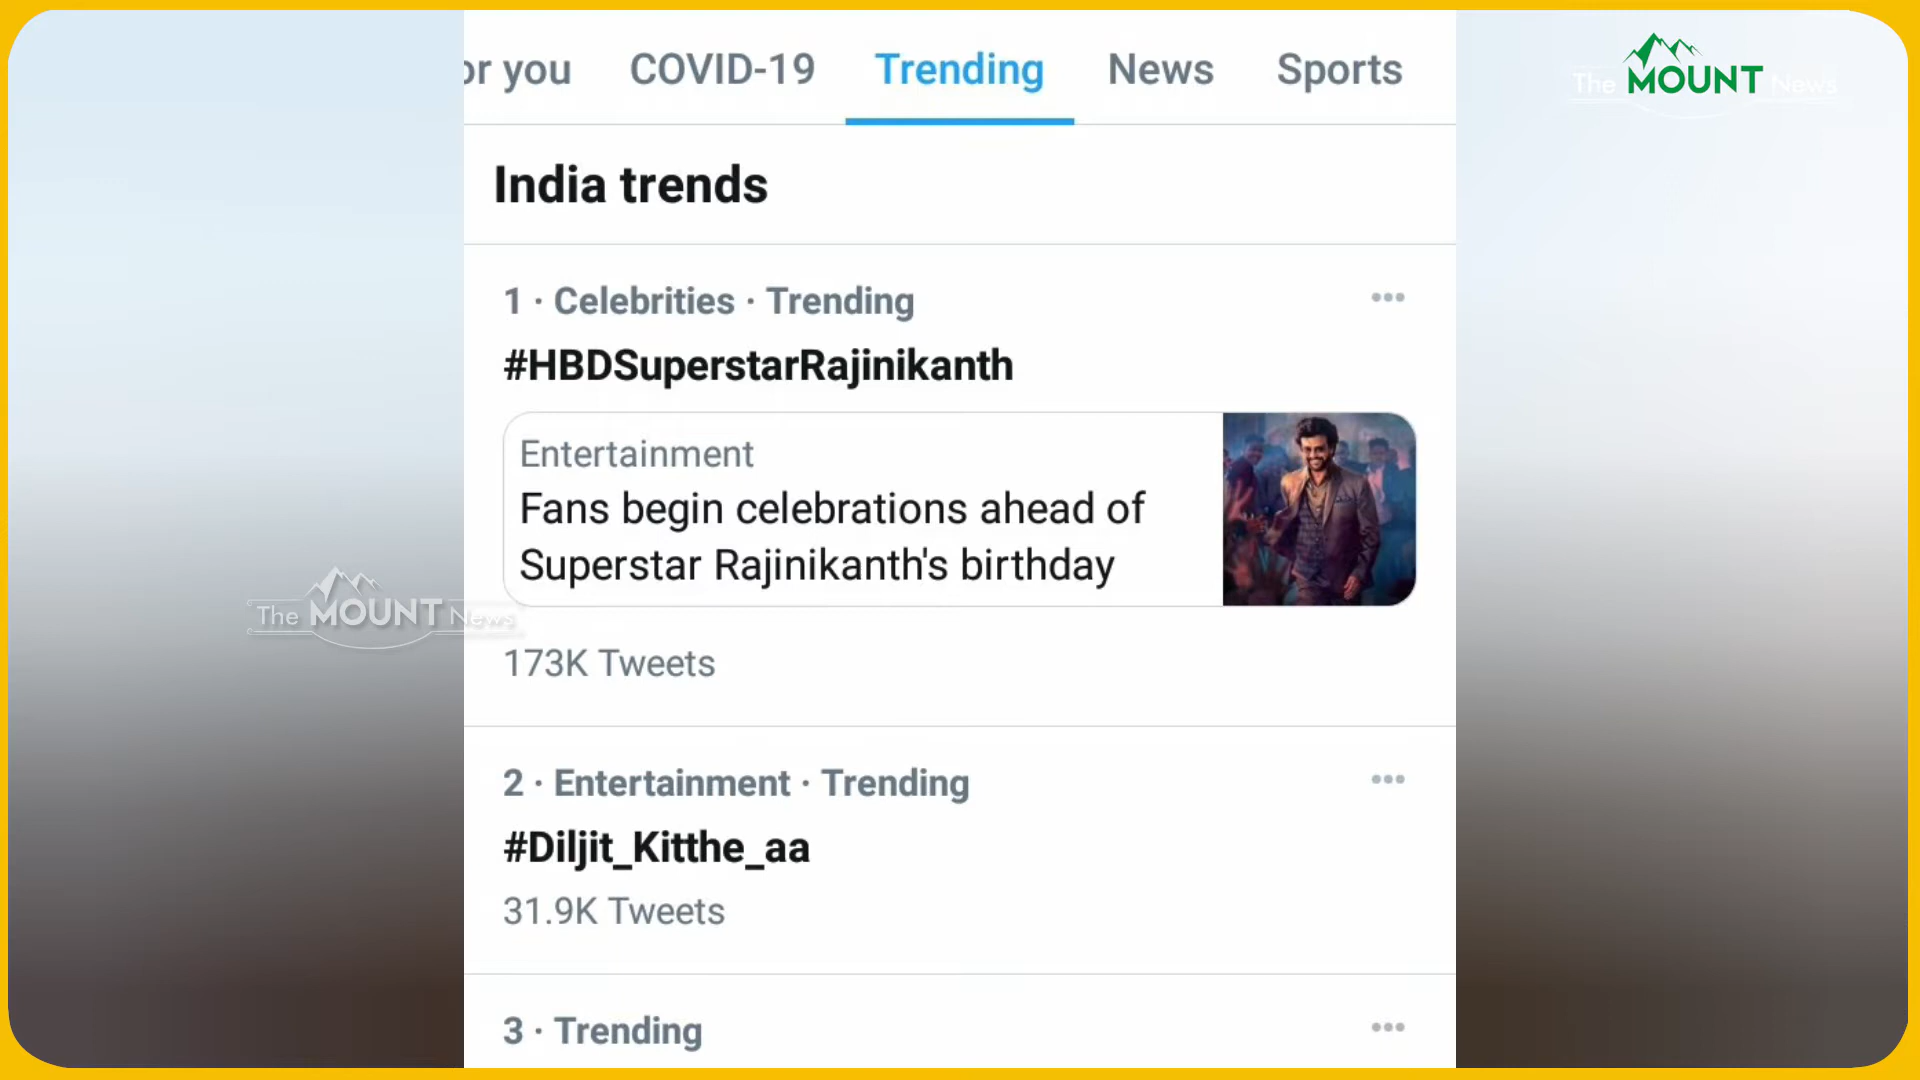 or you COVID-19 Trending News Sports
The MOUNT News
India trends
1 · Celebrities · Trending
#HBDSuperstarRajinikanth
Entertainment
Fans begin celebrations ahead of
Superstar Rajinikanth's birthday
The MOUNT News
173K Tweets
2 · Entertainment · Trending
#Diljit_Kitthe_aa
31.9K Tweets
3 · Trending